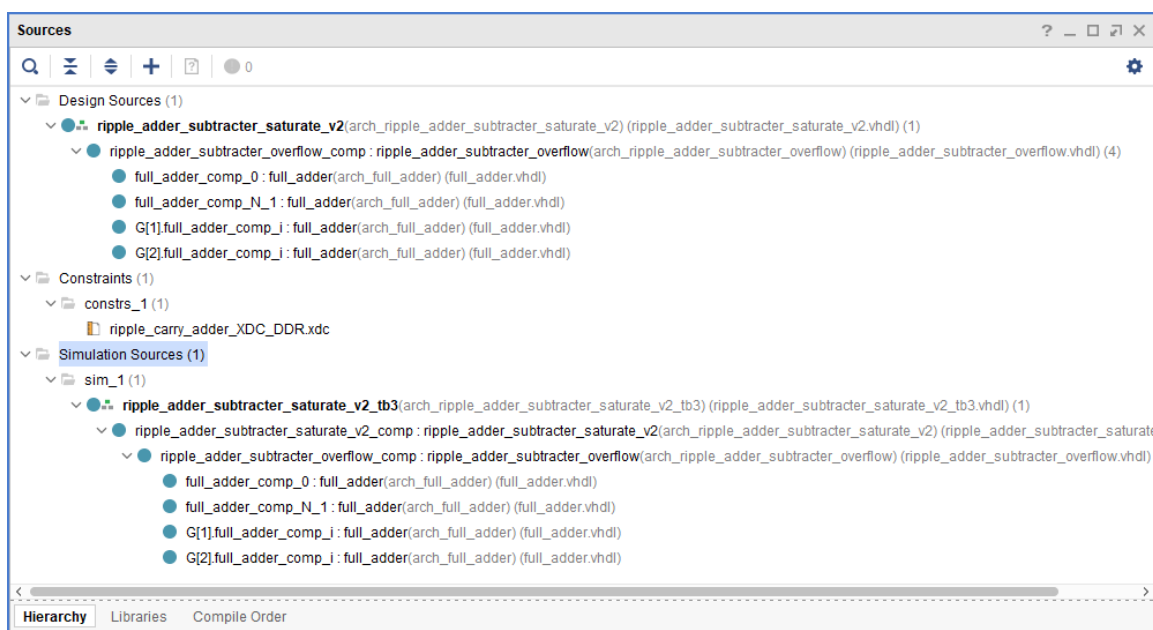 Sources
0
Design Sources (1)
ripple_adder_subtracter_saturate_v2(arch_ripple_adder_subtracter_saturate_v2) (ripple_adder_subtracter_saturate_v2.vhdl) (1)
ripple_adder_subtracter_overflow_comp : ripple_adder_subtracter_overflow(arch_ripple_adder_subtracter_overflow) (ripple_adder_subtracter_overflow.vhdl) (4)
full_adder_comp_0 : full_adder(arch_full_adder) (full_adder.vhdl)
full_adder_comp_N_1 : full_adder(arch_full_adder) (full_adder.vhdl)
G[1].full_adder_comp_i : full_adder(arch_full_adder) (full_adder.vhdl)
G[2].full_adder_comp_i : full_adder(arch_full_adder) (full_adder.vhdl)
Constraints (1)
constrs_1 (1)
ripple_carry_adder_XDC_DDR.xdc
Simulation Sources (1)
sim_1 (1)
ripple_adder_subtracter_saturate_v2_tb3(arch_ripple_adder_subtracter_saturate_v2_tb3) (ripple_adder_subtracter_saturate_v2_tb3.vhdl) (1)
ripple_adder_subtracter_saturate_v2_comp : ripple_adder_subtracter_saturate_v2(arch_ripple_adder_subtracter_saturate_v2) (ripple_adder_subtracter_saturate
ripple_adder_subtracter_overflow_comp : ripple_adder_subtracter_overflow(arch_ripple_adder_subtracter_overflow) (ripple_adder_subtracter_overflow.vhdl)
full_adder_comp_0 : full_adder(arch_full_adder) (full_adder.vhdl)
full_adder_comp_N_1 : full_adder(arch_full_adder) (full_adder.vhdl)
G[1].full_adder_comp_i : full_adder(arch_full_adder) (full_adder.vhdl)
G[2].full_adder_comp_i : full_adder(arch_full_adder) (full_adder.vhdl)
Hierarchy Libraries Compile Order